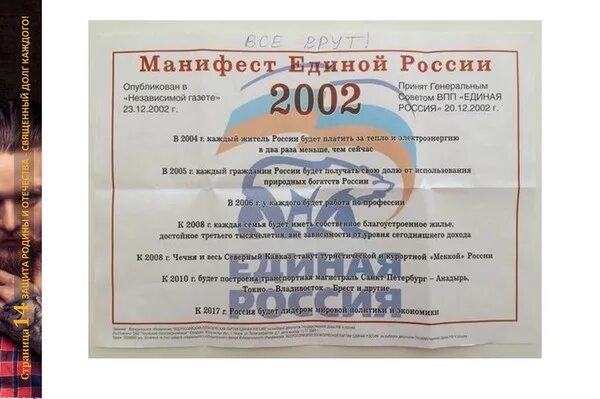 ВСЕ ВРУТ!
Манифест Единой России
Опубликован в
«Независимой газете»
23.12.2002 г.
2002
Принят Генеральным
Советом ВПП «ЕДИНАЯ
РОССИЯ» 20.12.2002 г.
В 2004 г. каждый житель России будет платить за тепло и электроэнергию
в два раза меньше, чем сейчас
В 2005 г. каждый гражданин России будет получать свою долю от использования
природных богатств России
В 2006 г. у каждого будет работа по профессии
К 2008 г. каждая семья будет иметь собственное благоустроенное жилье,
достойное третьего тысячелетия, вне зависимости от уровня сегодняшнего дохода
К 2008 г. Чечня и весь Северный Кавказ станут туристической и курортной «Меккой» России
К 2010 г. будет построена транспортная магистраль Санкт-Петербург – Анадырь,
Токио – Владивосток – Брест и другие
К 2017 г. Россия будет лидером мировой политики и экономики
ЕДИНАЯ
РОССИЯ
Страница 14 ЗАЩИТА РОДИНЫ И ОТЕЧЕСТВА - СВЯЩЕННЫЙ ДОЛГ КАЖДОГО!